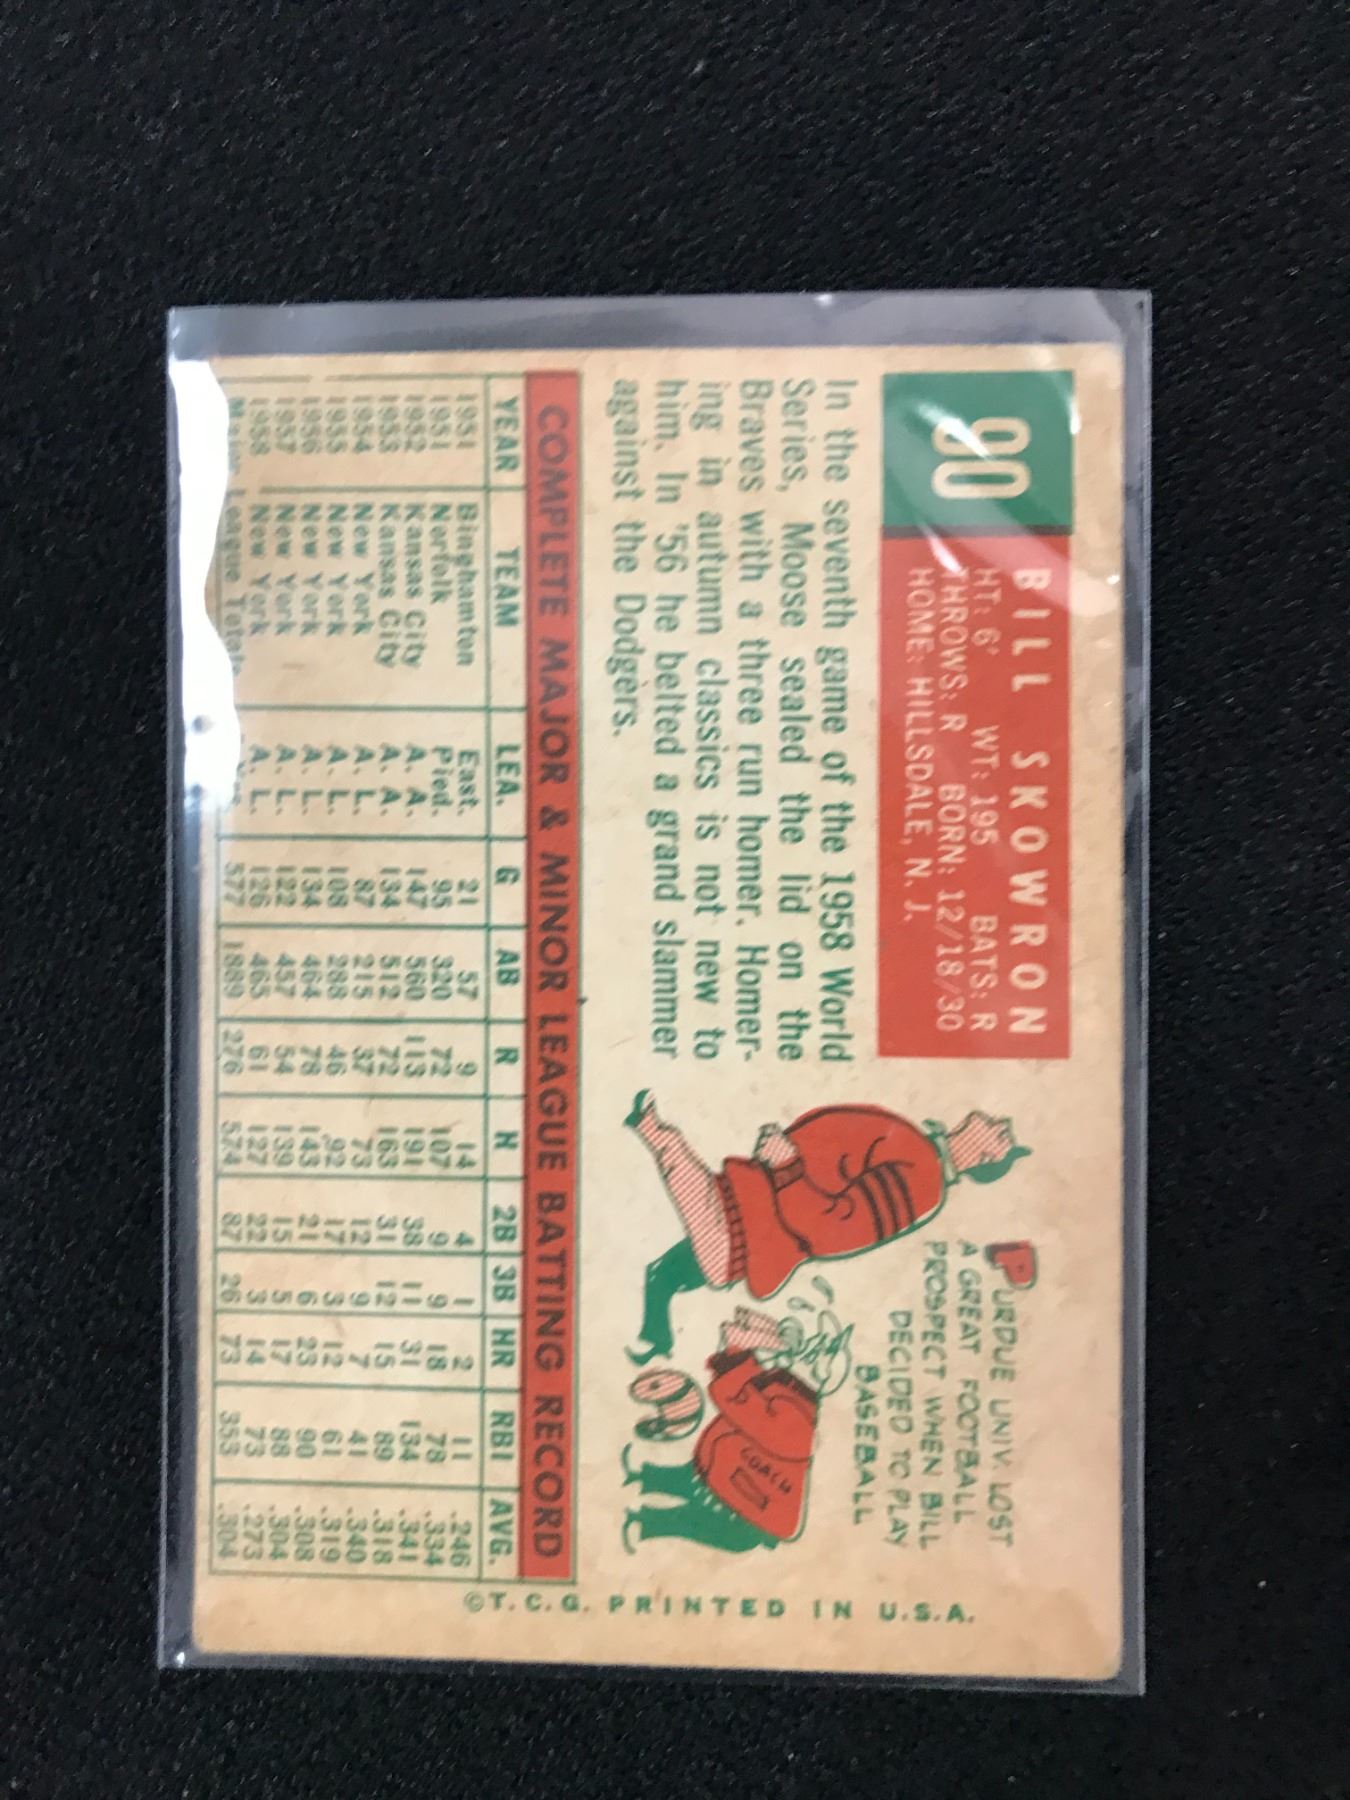 90
BILL SKOWRON
HT: 6' WT: 195 BATS: R
THROWS: R BORN: 12/18/30
HOME: HILLSDALE, N. J.
In the seventh game of the 1958 World
Series, Moose sealed the lid on the
Braves with a three run homer. Homer-
ing in autumn classics is not new to
him. In '56 he belted a grand slammer
against the Dodgers.
PURDUE UNIV. LOST
A GREAT FOOTBALL
PROSPECT WHEN BILL
DECIDED TO PLAY
BASEBALL
COACH
COMPLETE MAJOR & MINOR LEAGUE BATTING RECORD
YEAR TEAM LEA. G AB R H 2B 3B HR RBI AVG.
1951 Binghamton East. 21 57 9 14 4 1 2 11 .246
1951 Norfolk Pied. 95 320 72 107 9 9 18 78 .334
1952 Kansas City A. A. 147 560 113 191 38 11 31 134 .341
1953 Kansas City A. A. 134 512 72 163 31 12 15 89 .318
1954 New York A. L. 87 215 37 73 12 9 7 41 .340
1955 New York A. L. 108 288 46 92 17 3 12 61 .319
1956 New York A. L. 134 464 78 143 21 6 23 90 .308
1957 New York A. L. 122 457 54 139 15 5 17 88 .304
1958 New York A. L. 126 465 61 127 22 3 14 73 .273
Major League Totals 577 1889 276 574 87 26 73 353 .304
©T.C.G. PRINTED IN U.S.A.